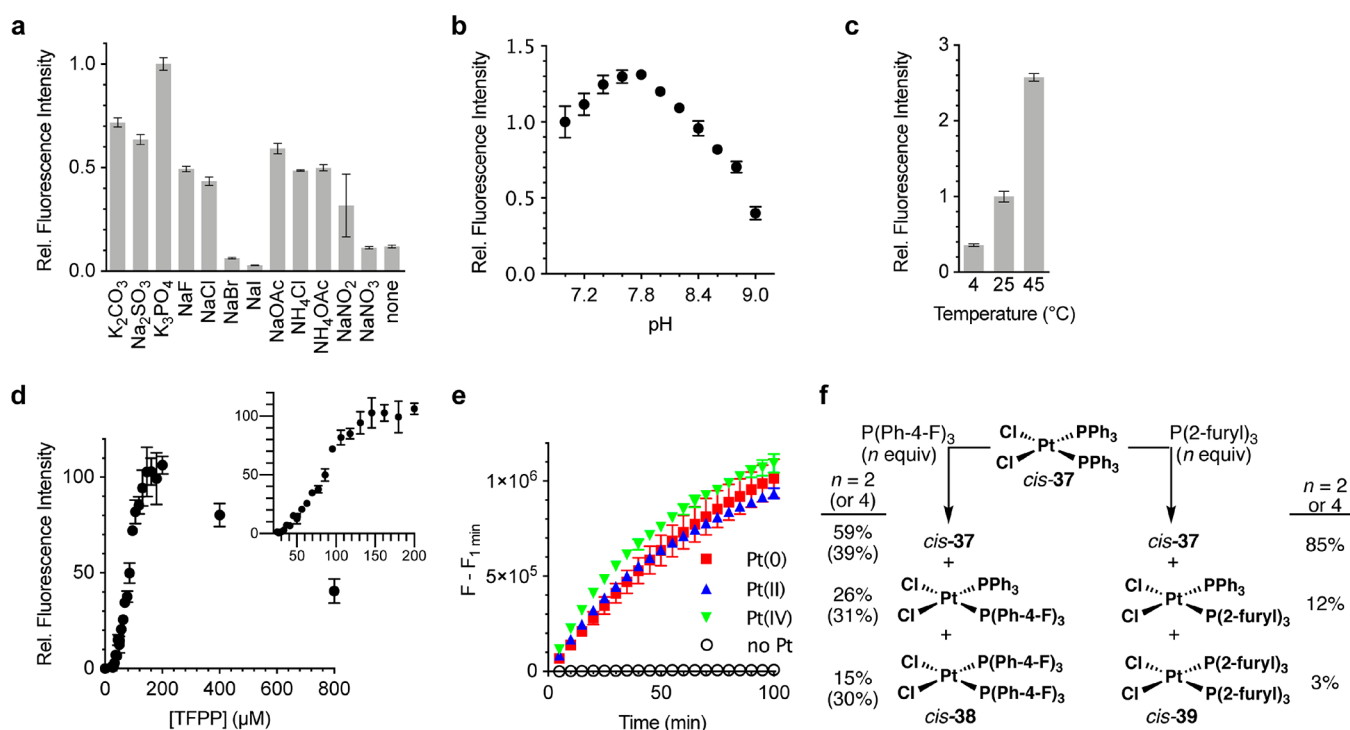 a
Rel. Fluorescence Intensity
1.0
0.5
0.0
K2CO3
Na2SO3
K3PO4
NaF
NaCl
NaBr
NaI
NaOAc
NH4Cl
NH4OAc
NaNO2
NaNO3
none
b
Rel. Fluorescence Intensity
1.5
1.0
0.5
0.0
7.2
7.8
8.4
9.0
pH
c
Rel. Fluorescence Intensity
3
2
1
0
4
25
45
Temperature (°C)
d
Rel. Fluorescence Intensity
100
50
0
0
200
400
600
800
[TFPP] (μM)
100
50
0
50
100
150
200
e
F - F1 min
1×10^6
5×10^5
0
0
50
100
Time (min)
Pt(0)
Pt(II)
Pt(IV)
no Pt
f
P(Ph-4-F)3
(n equiv)
Cl
Cl
Pt
PPh3
PPh3
cis-37
P(2-furyl)3
(n equiv)
n = 2
(or 4)
59%
(39%)
26%
(31%)
15%
(30%)
cis-37
+
Cl
Cl
Pt
PPh3
P(Ph-4-F)3
+
Cl
Cl
Pt
P(Ph-4-F)3
P(Ph-4-F)3
cis-38
cis-37
+
Cl
Cl
Pt
PPh3
P(2-furyl)3
+
Cl
Cl
Pt
P(2-furyl)3
P(2-furyl)3
cis-39
n = 2
or 4
85%
12%
3%